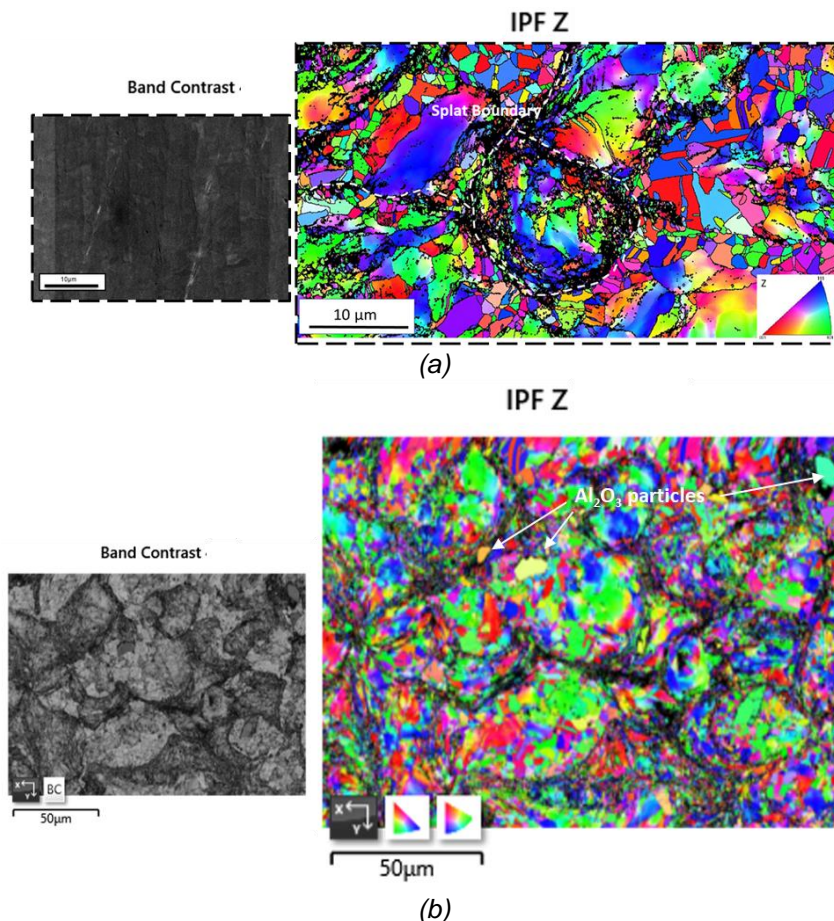 IPF Z
Band Contrast
Splat Boundary
10μm
10 μm
Z
(a)
IPF Z
Al₂O₃ particles
Band Contrast
X
Y
BC
50μm
X
Y
50μm
(b)